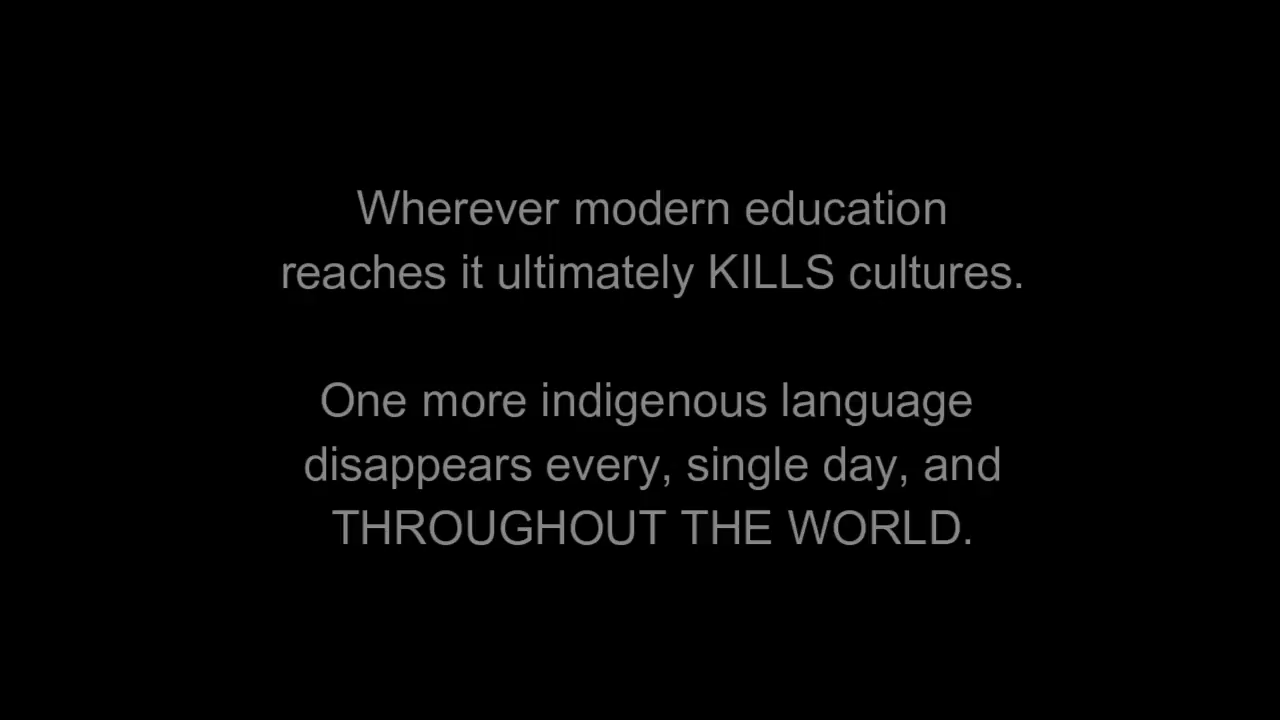 Wherever modern education
reaches it ultimately KILLS cultures.
One more indigenous language
disappears every, single day, and
THROUGHOUT THE WORLD.